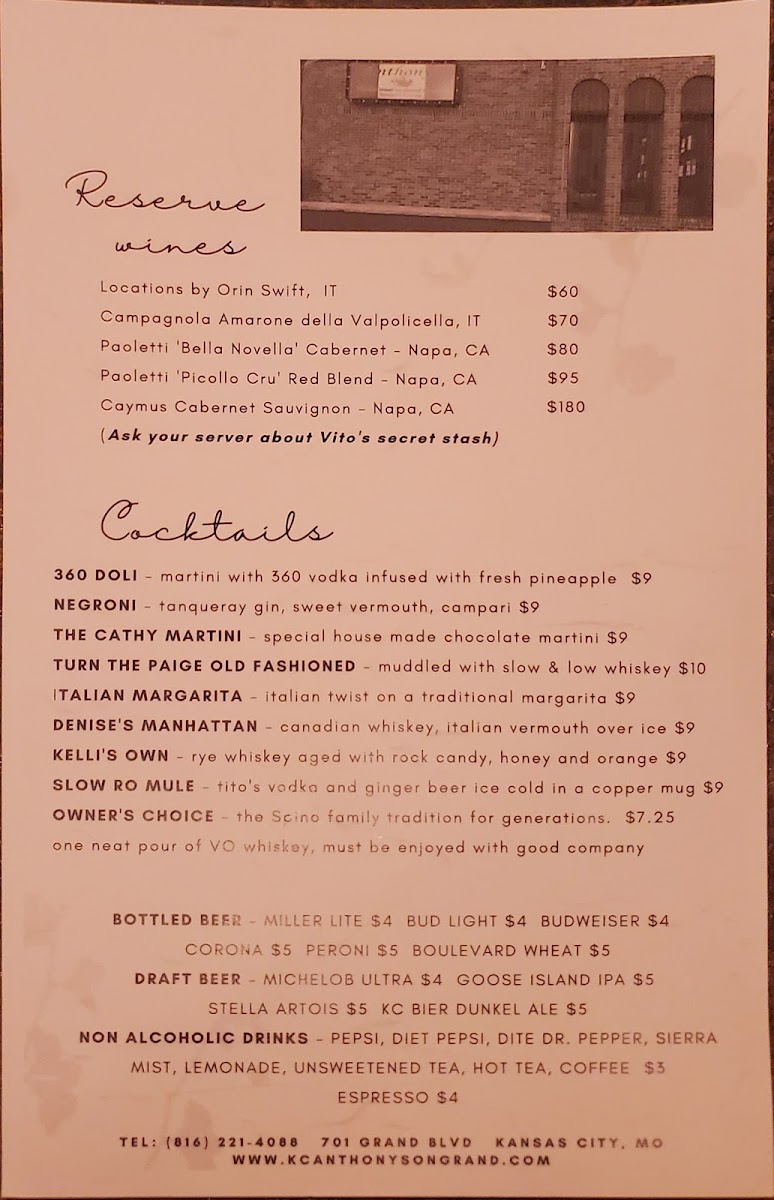 nthon
Reserve
wines
Locations by Orin Swift, IT $60
Campagnola Amarone della Valpolicella, IT $70
Paoletti 'Bella Novella' Cabernet - Napa, CA $80
Paoletti 'Picollo Cru' Red Blend - Napa, CA $95
Caymus Cabernet Sauvignon - Napa, CA $180
(Ask your server about Vito's secret stash)
Cocktails
360 DOLI - martini with 360 vodka infused with fresh pineapple $9
NEGRONI - tanqueray gin, sweet vermouth, campari $9
THE CATHY MARTINI - special house made chocolate martini $9
TURN THE PAIGE OLD FASHIONED - muddled with slow & low whiskey $10
ITALIAN MARGARITA - italian twist on a traditional margarita $9
DENISE'S MANHATTAN - canadian whiskey, italian vermouth over ice $9
KELLI'S OWN - rye whiskey aged with rock candy, honey and orange $9
SLOW RO MULE - tito's vodka and ginger beer ice cold in a copper mug $9
OWNER'S CHOICE - the Scino family tradition for generations. $7.25
one neat pour of VO whiskey, must be enjoyed with good company
BOTTLED BEER - MILLER LITE $4 BUD LIGHT $4 BUDWEISER $4
CORONA $5 PERONI $5 BOULEVARD WHEAT $5
DRAFT BEER - MICHELOB ULTRA $4 GOOSE ISLAND IPA $5
STELLA ARTOIS $5 KC BIER DUNKEL ALE $5
NON ALCOHOLIC DRINKS - PEPSI, DIET PEPSI, DITE DR. PEPPER, SIERRA
MIST, LEMONADE, UNSWEETENED TEA, HOT TEA, COFFEE $3
ESPRESSO $4
TEL: (816) 221-4088 701 GRAND BLVD KANSAS CITY, MO
WWW.KCANTHONYSONGRAND.COM